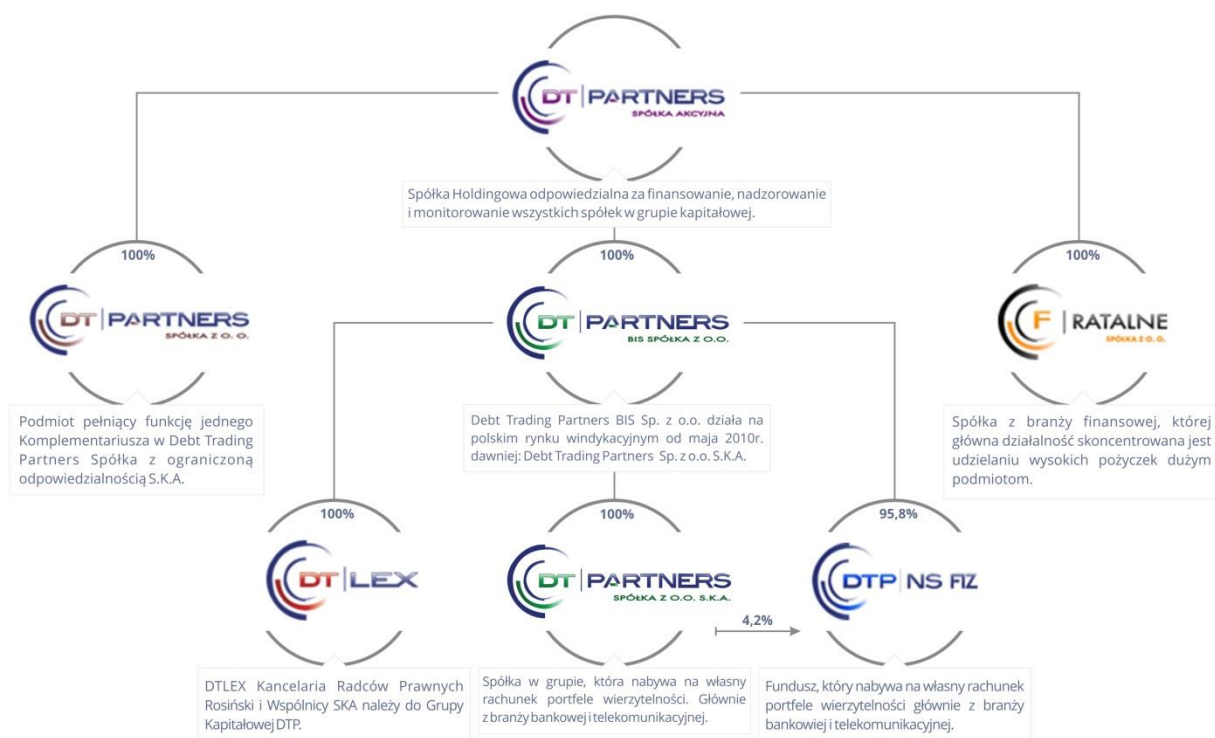 DT PARTNERS
SPÓŁKA AKCYJNA
Spółka Holdingowa odpowiedzialna za finansowanie, nadzorowanie
i monitorowanie wszystkich spółek w grupie kapitałowej.
100%
DT PARTNERS
SPÓŁKA Z O. O.
Podmiot pełniący funkcję jednego
Komplementariusza w Debt Trading
Partners Spółka z ograniczoną
odpowiedzialnością S.K.A.
100%
DT PARTNERS
BIS SPÓŁKA Z O.O.
Debt Trading Partners BIS Sp. z o.o. działa na
polskim rynku windykacyjnym od maja 2010r.
dawniej: Debt Trading Partners Sp. z o.o. S.K.A.
100%
F RATALNE
SPÓŁKA Z O. O.
Spółka z branży finansowej, której
główna działalność skoncentrowana jest
udzielaniu wysokich pożyczek dużym
podmiotom.
100%
DT LEX
DTLEX Kancelaria Radców Prawnych
Rosiński i Wspólnicy SKA należy do Grupy
Kapitałowej DTP.
100%
DT PARTNERS
SPÓŁKA Z O.O. S.K.A.
4,2%
Spółka w grupie, która nabywa na własny
rachunek portfele wierzytelności. Głównie
z branży bankowej i telekomunikacyjnej.
95,8%
DTP NS FIZ
Fundusz, który nabywa na własny rachunek
portfele wierzytelności głównie z branży
bankowiej i telekomunikacyjnej.